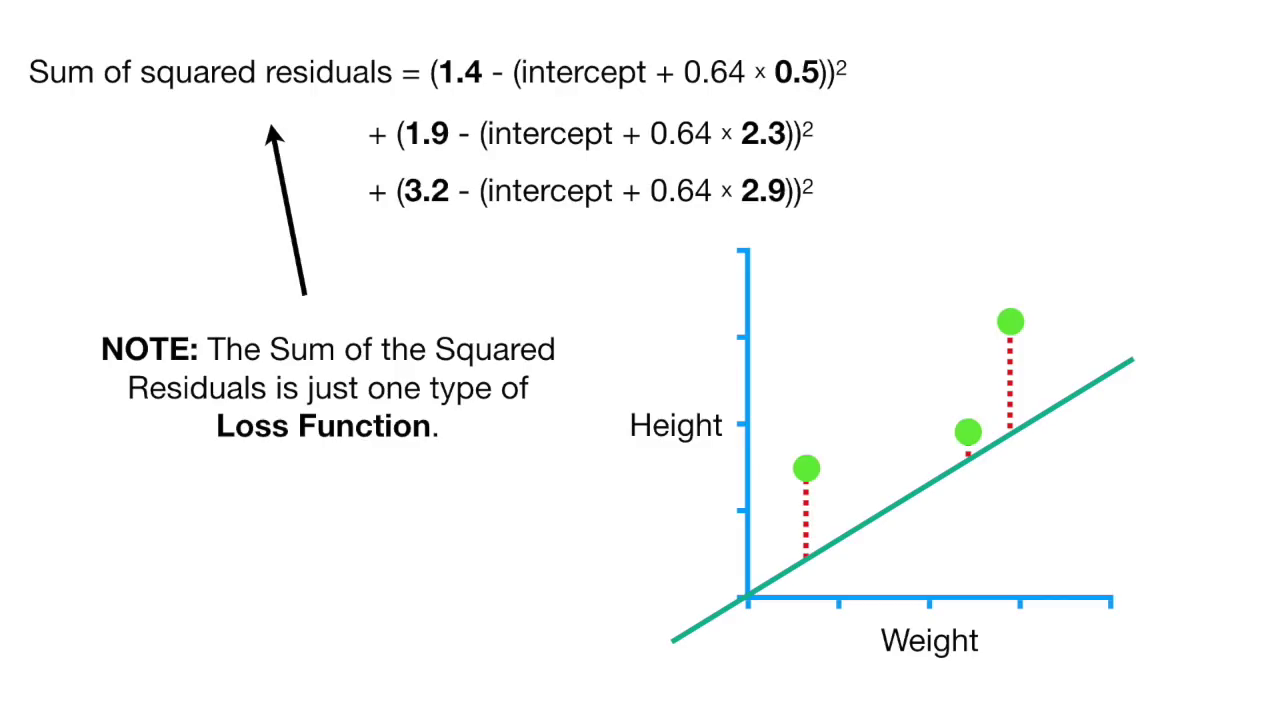 Sum of squared residuals = (1.4 - (intercept + 0.64 x 0.5))²
+ (1.9 - (intercept + 0.64 x 2.3))²
+ (3.2 - (intercept + 0.64 x 2.9))²
NOTE: The Sum of the Squared
Residuals is just one type of
Loss Function.
Height
Weight